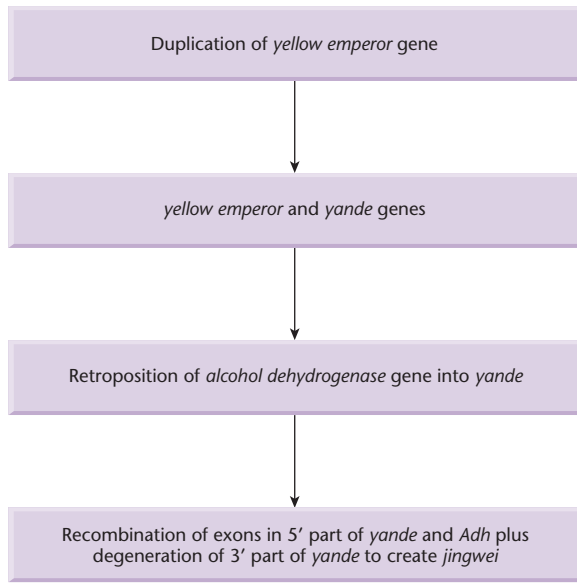 Duplication of yellow emperor gene
yellow emperor and yande genes
Retroposition of alcohol dehydrogenase gene into yande
Recombination of exons in 5′ part of yande and Adh plus
degeneration of 3′ part of yande to create jingwei